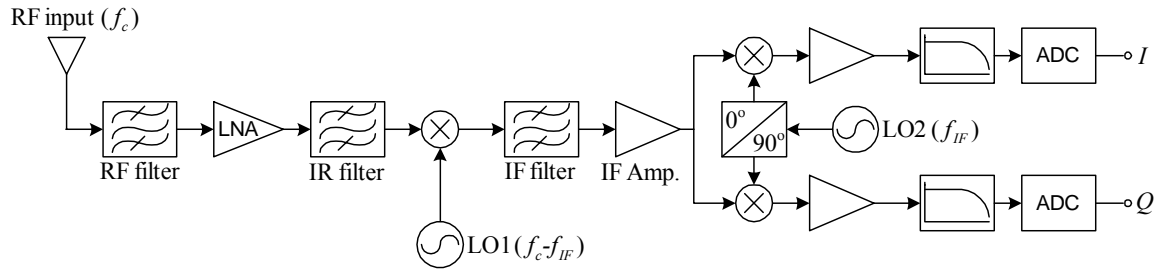 RF input (f_c)
LNA
RF filter
IR filter
LO1 (f_c-f_IF)
IF filter
IF Amp.
0°
90°
LO2 (f_IF)
ADC
I
ADC
Q